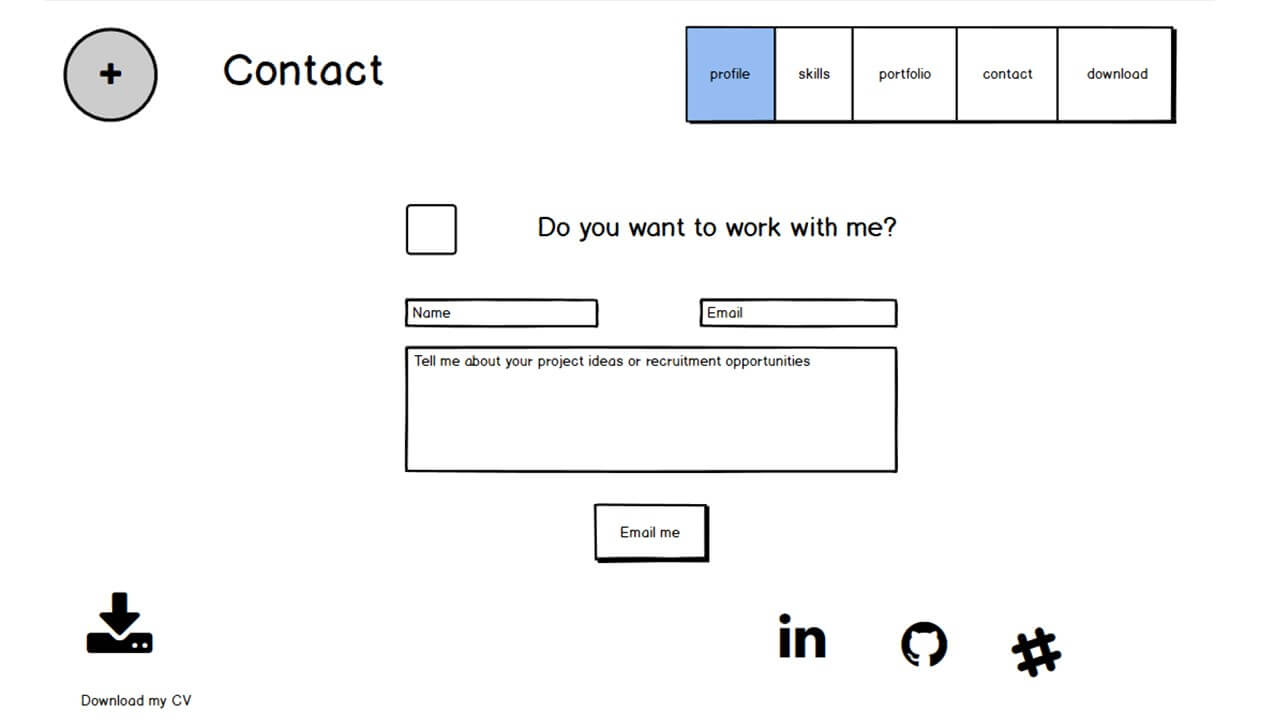 Contact
profile
skills
portfolio
contact
download
Do you want to work with me?
Name
Email
Tell me about your project ideas or recruitment opportunities
Email me
in
Download my CV